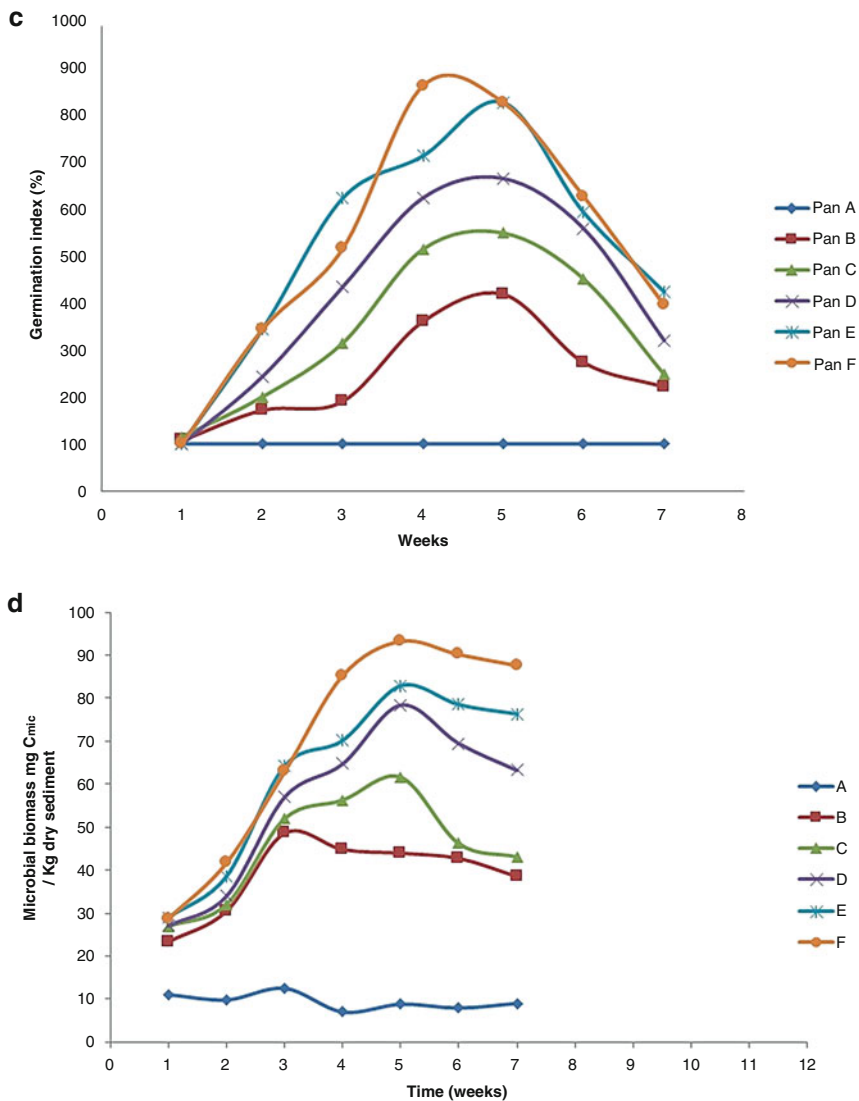 c
1000
900
800
700
600
500
400
300
200
100
0
Germination index (%)
0 1 2 3 4 5 6 7 8
Weeks
Pan A
Pan B
Pan C
Pan D
Pan E
Pan F
d
100
90
80
70
60
50
40
30
20
10
0
Microbial biomass mg Cmic
/ Kg dry sediment
0 1 2 3 4 5 6 7 8 9 10 11 12
Time (weeks)
A
B
C
D
E
F